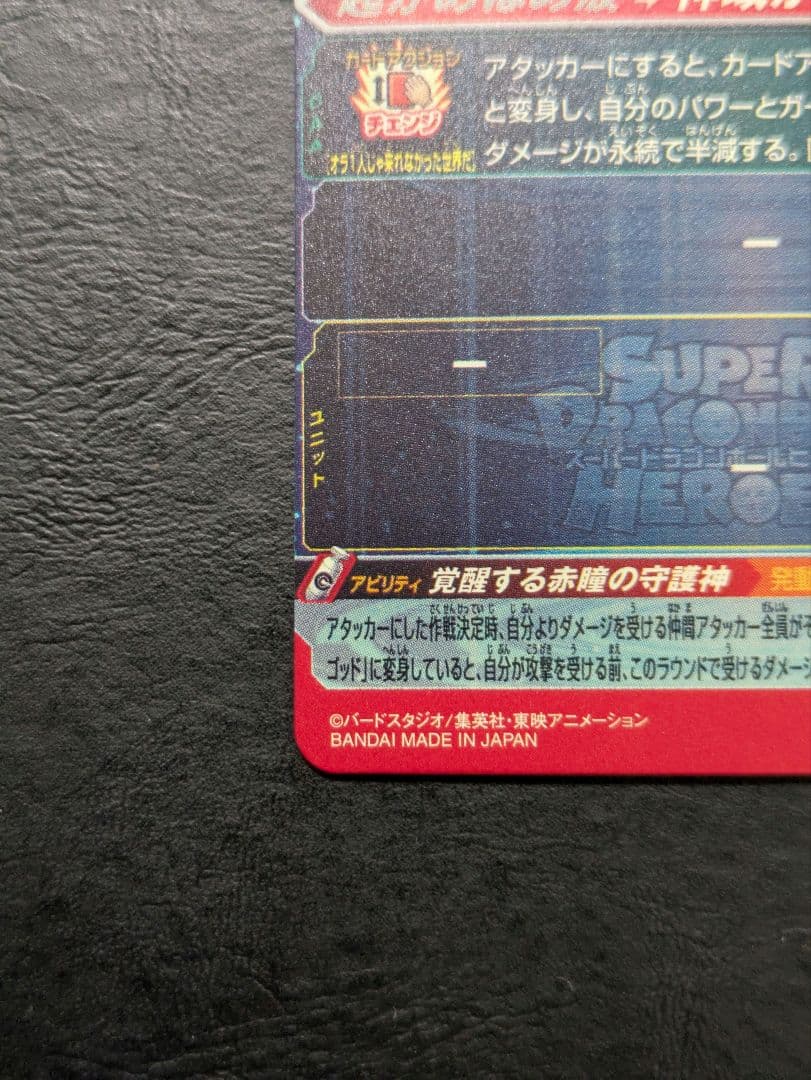 カードアクション
アタッカーにすると、カードア
と変身し、自分のパワーとガ
チェンジ
ダメージが永続で半減する。
[オラ1人じゃ来れなかった世界だ]
CAA
ー
ー
ユニット
SUPER
DRAGON
スーパードラゴンボールヒ
HERO
ー
アビリティ 覚醒する赤瞳の守護神 発動
アタッカーにした作戦決定時、自分よりダメージを受ける仲間アタッカー全員が
ゴッド」に変身していると、自分が攻撃を受ける前、このラウンドで受けるダメー
©バードスタジオ/集英社・東映アニメーション
BANDAI MADE IN JAPAN